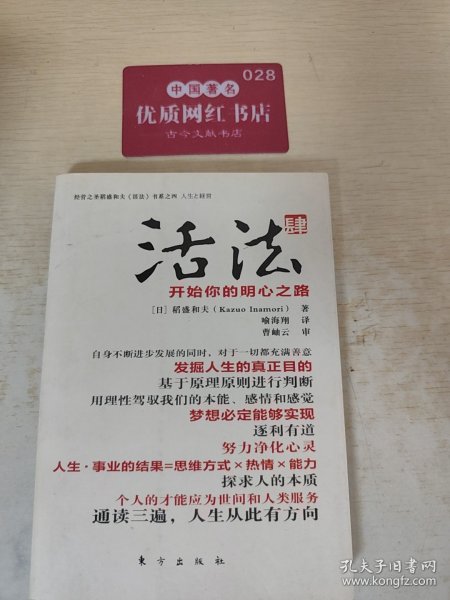 028
中国著名
优质网红书店
古今文献书店
经营之圣稻盛和夫《活法》书系之四 人生と経営
活法 肆
开始你的明心之路
[日] 稻盛和夫（Kazuo Inamori） 著
喻海翔 译
曹岫云 审
自身不断进步发展的同时，对于一切都充满善意
发掘人生的真正目的
基于原理原则进行判断
用理性驾驭我们的本能、感情和感觉
梦想必定能够实现
逐利有道
努力净化心灵
人生·事业的结果=思维方式×热情×能力
探求人的本质
个人的才能应为世间和人类服务
通读三遍，人生从此有方向
东方出版社
孔夫子旧书网
www.kongfz.com